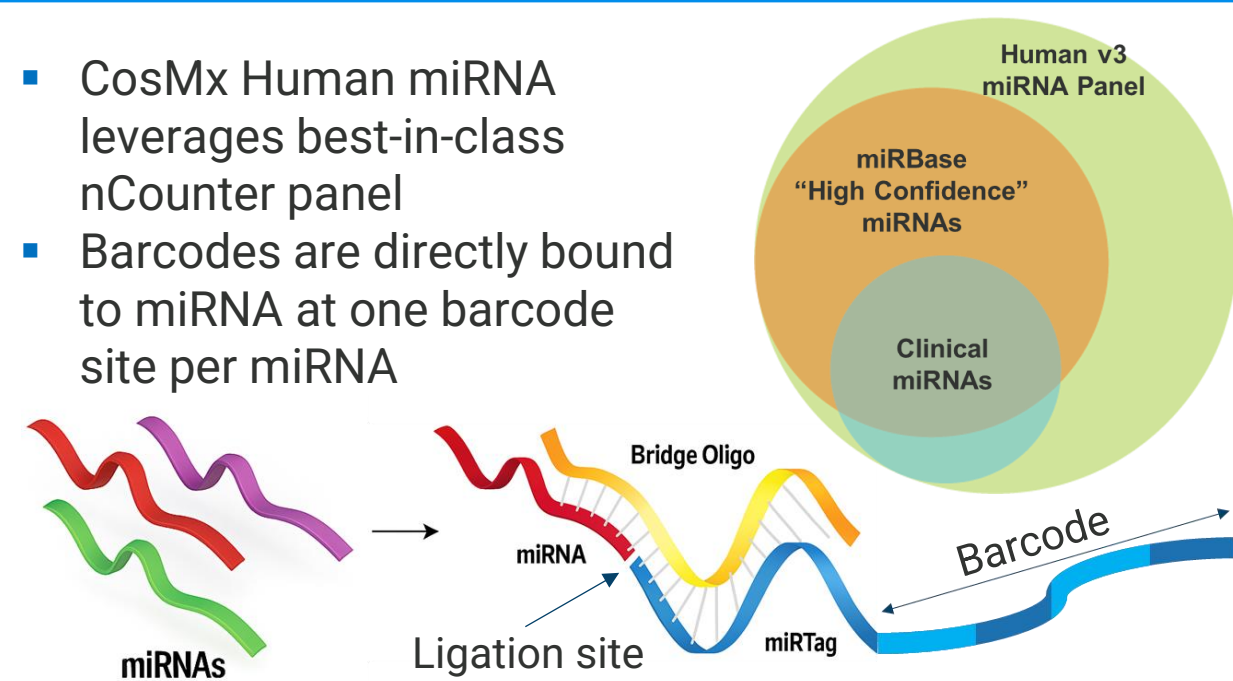 ▪ CosMx Human miRNA
leverages best-in-class
nCounter panel
▪ Barcodes are directly bound
to miRNA at one barcode
site per miRNA
Human v3
miRNA Panel
miRBase
“High Confidence”
miRNAs
Clinical
miRNAs
miRNAs
Bridge Oligo
miRNA
Ligation site
miRTag
Barcode